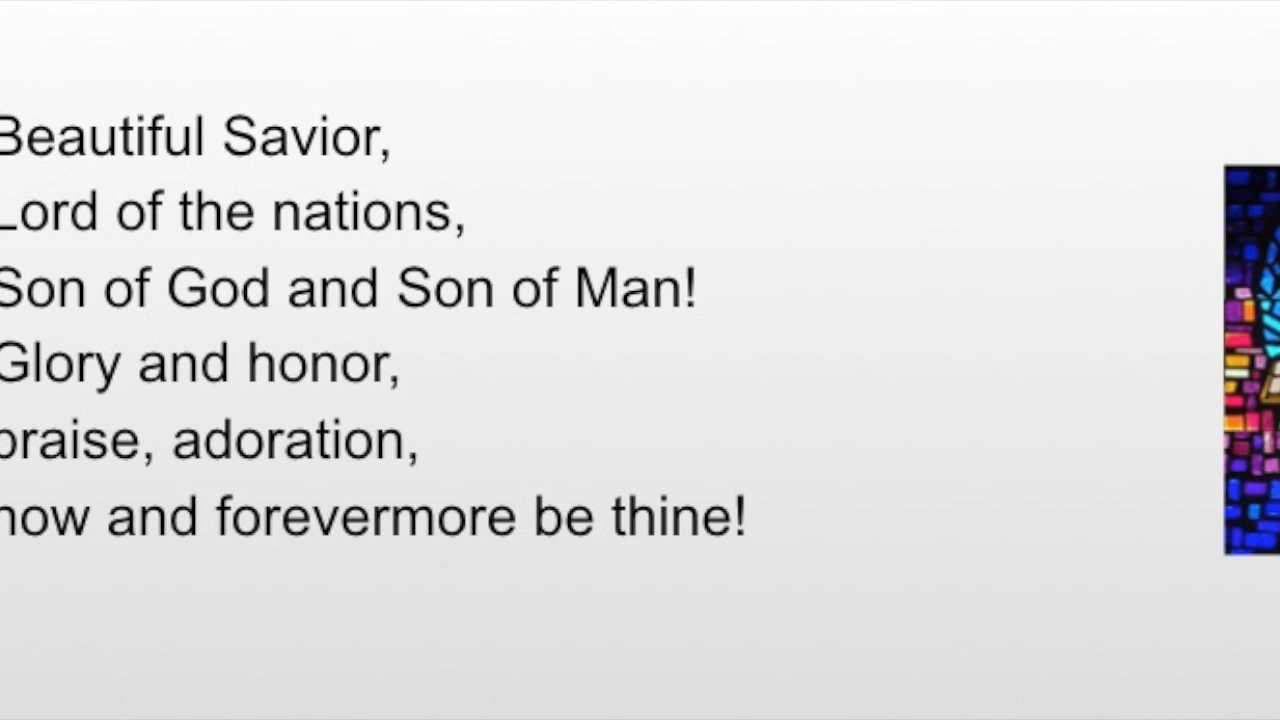 Beautiful Savior,
Lord of the nations,
Son of God and Son of Man!
Glory and honor,
praise, adoration,
now and forevermore be thine!